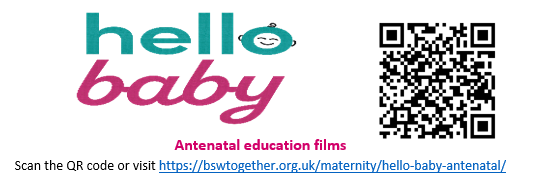 hello
baby
Antenatal education films
Scan the QR code or visit https://bswtogether.org.uk/maternity/hello-baby-antenatal/